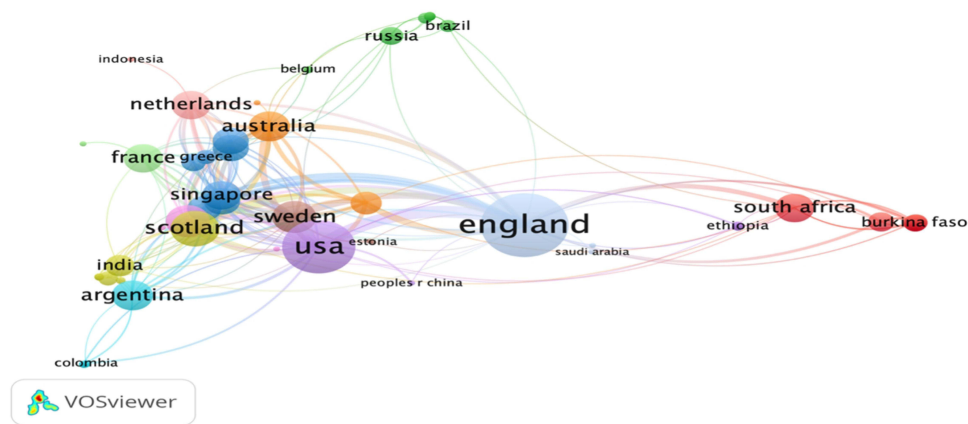 brazil
russia
indonesia
belgium
netherlands
australia
france
greece
singapore
south africa
sweden
england
burkina faso
scotland
ethiopia
usa
estonia
saudi arabia
india
peoples r china
argentina
colombia
VOSviewer